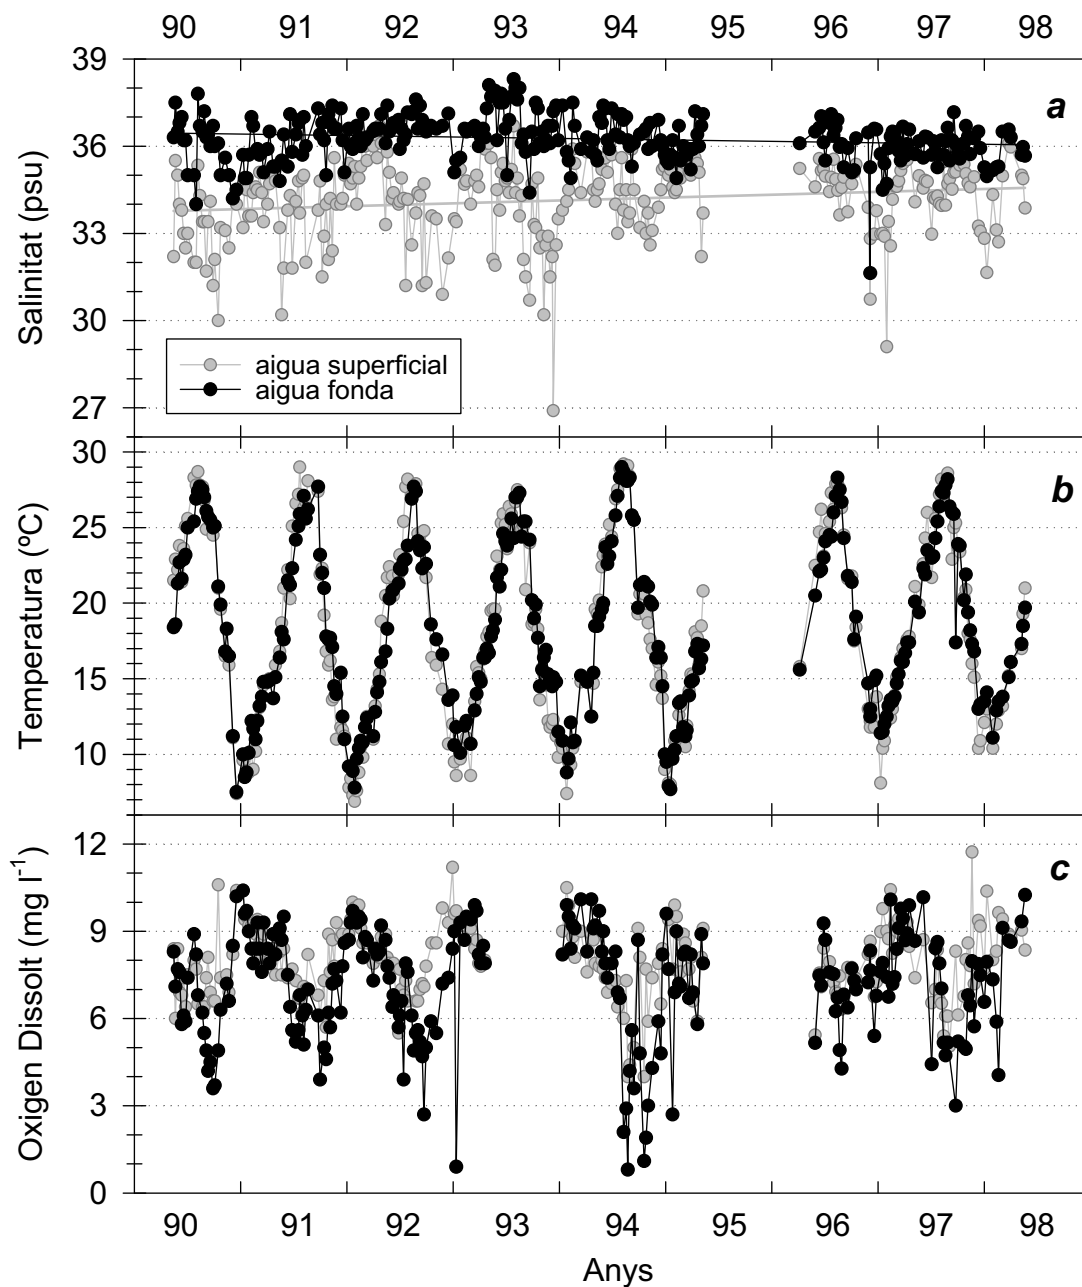 90 91 92 93 94 95 96 97 98
39
36
33
30
27
Salinitat (psu)
a
aigua superficial
aigua fonda
30
25
20
15
10
Temperatura (ºC)
b
12
9
6
3
0
Oxigen Dissolt (mg l⁻¹)
c
90 91 92 93 94 95 96 97 98
Anys